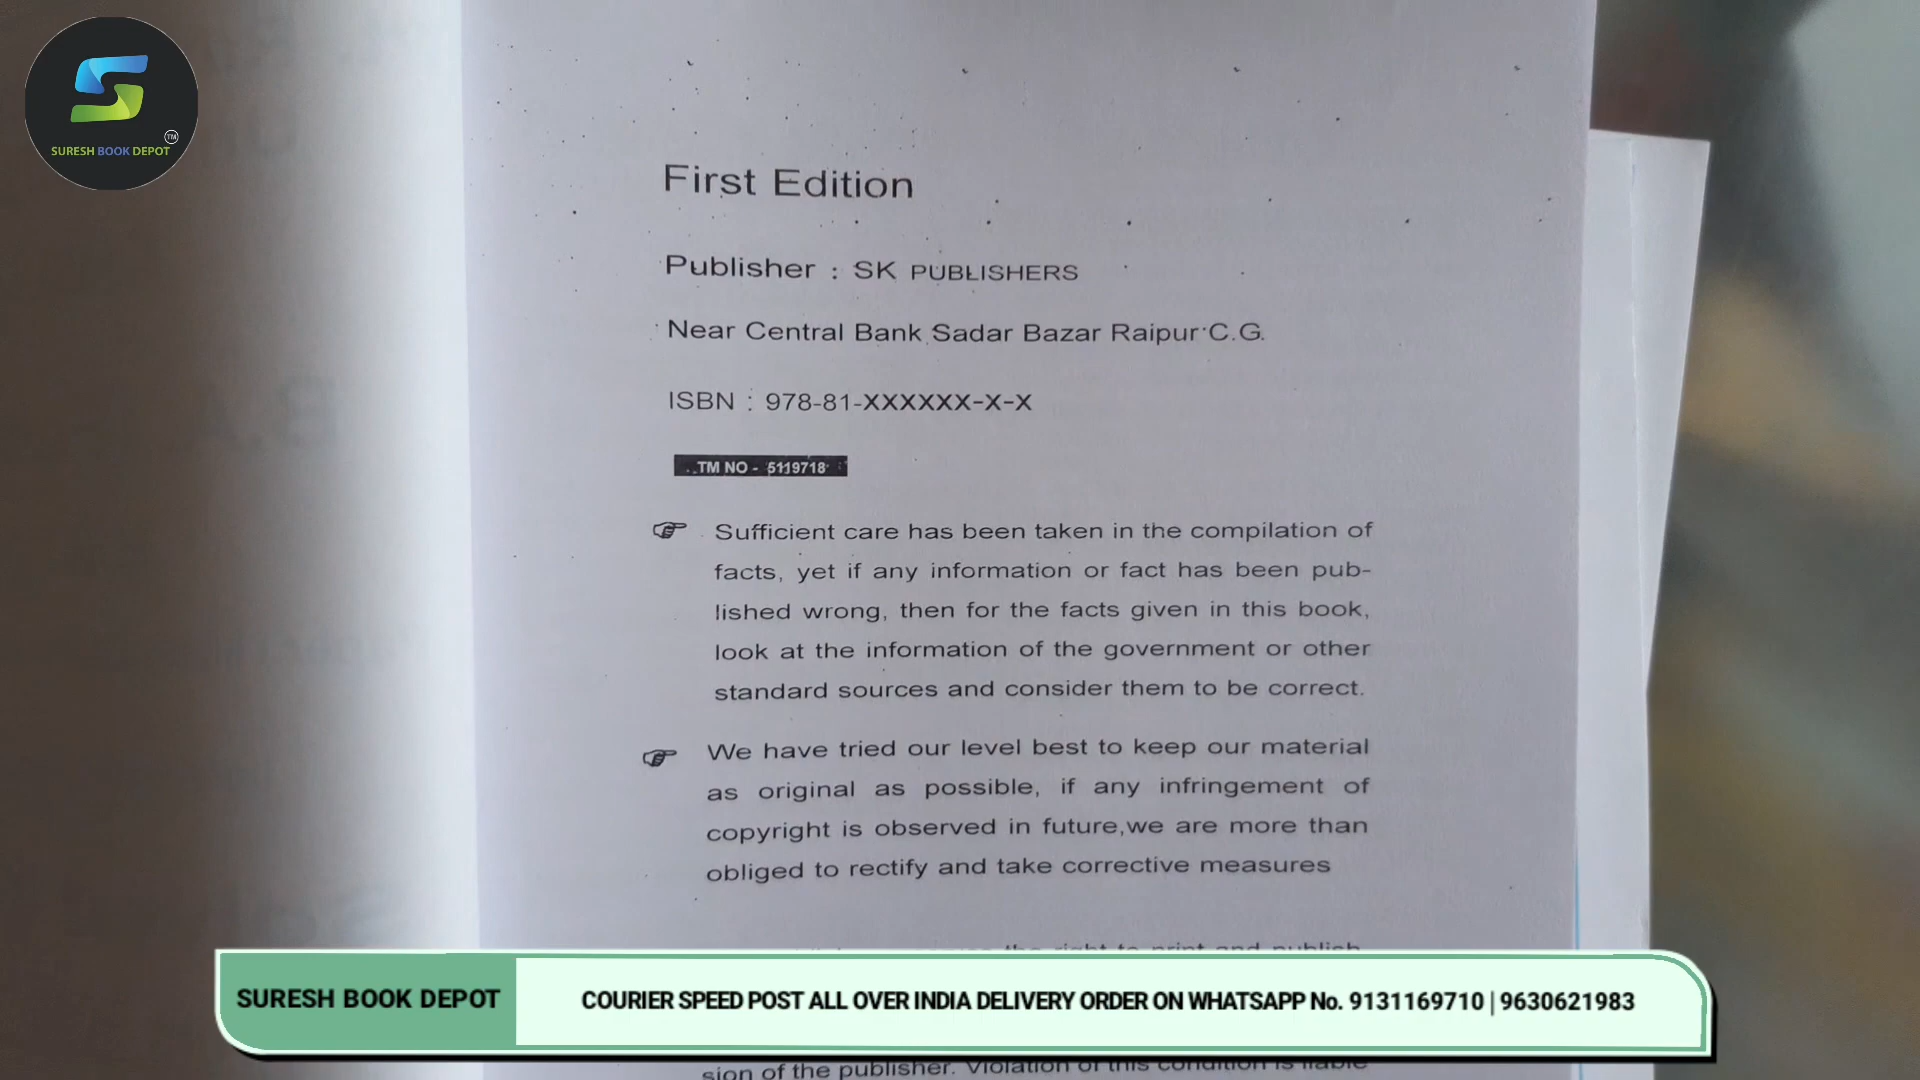 SURESH BOOK DEPOT
TM
First Edition
Publisher : SK PUBLISHERS
Near Central Bank Sadar Bazar Raipur C.G.
ISBN : 978-81-XXXXXX-X-X
TM NO - 5119718
Sufficient care has been taken in the compilation of
facts, yet if any information or fact has been pub-
lished wrong, then for the facts given in this book,
look at the information of the government or other
standard sources and consider them to be correct.
We have tried our level best to keep our material
as original as possible, if any infringement of
copyright is observed in future,we are more than
obliged to rectify and take corrective measures
the right to print and publish
SURESH BOOK DEPOT
COURIER SPEED POST ALL OVER INDIA DELIVERY ORDER ON WHATSAPP No. 9131169710 | 9630621983
sion of the publisher. Violation of this condition is liable